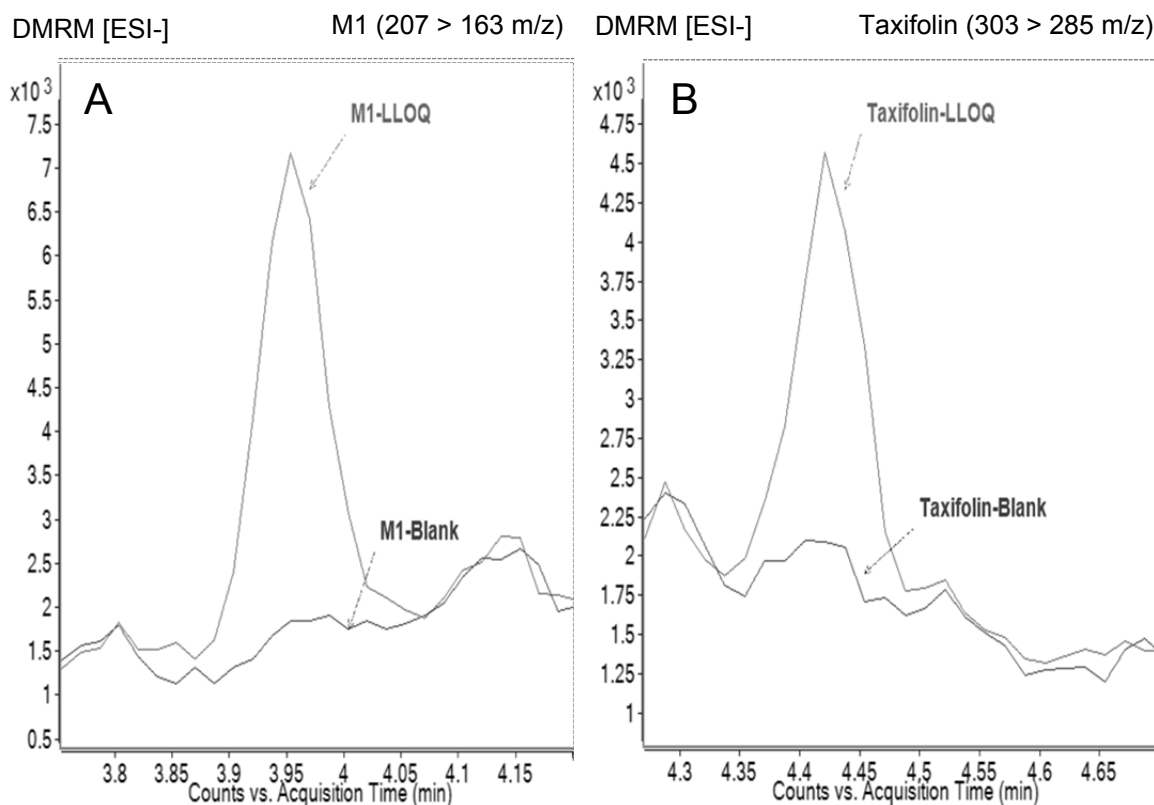 DMRM [ESI-] M1 (207 > 163 m/z)
A
x10³
M1-LLOQ
M1-Blank
7.5
7
6.5
6
5.5
5
4.5
4
3.5
3
2.5
2
1.5
1
0.5
3.8 3.85 3.9 3.95 4 4.05 4.1 4.15
Counts vs. Acquisition Time (min)
DMRM [ESI-] Taxifolin (303 > 285 m/z)
B
x10³
Taxifolin-LLOQ
Taxifolin-Blank
4.75
4.5
4.25
4
3.75
3.5
3.25
3
2.75
2.5
2.25
2
1.75
1.5
1.25
1
4.3 4.35 4.4 4.45 4.5 4.55 4.6 4.65
Counts vs. Acquisition Time (min)